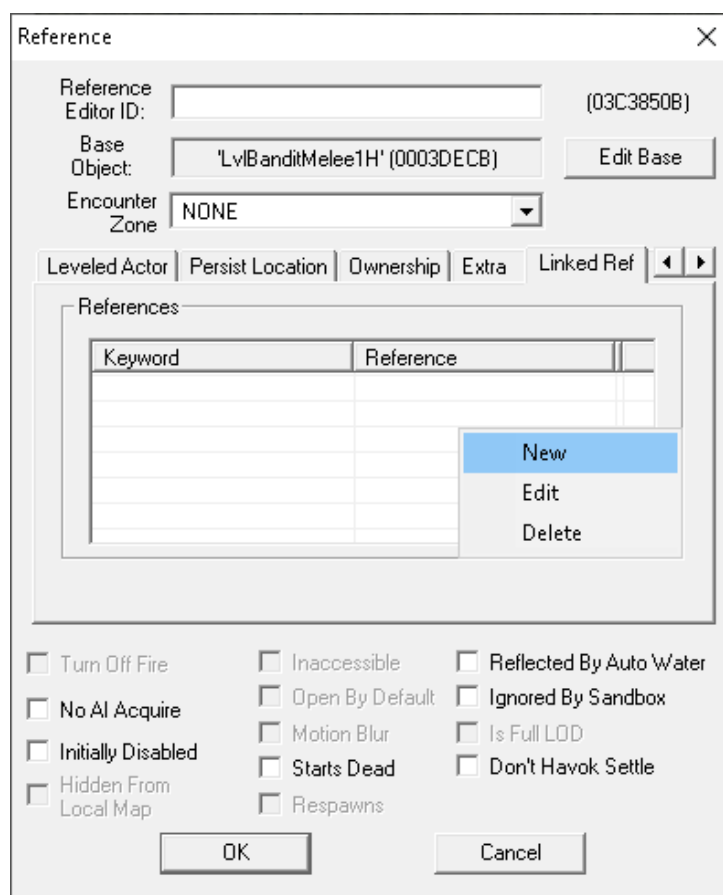 Reference
Reference
Editor ID:
(03C3850B)
Base
Object:
'LvlBanditMelee1H' (0003DECB)
Edit Base
Encounter
Zone
NONE
Leveled Actor
Persist Location
Ownership
Extra
Linked Ref
References
Keyword
Reference
New
Edit
Delete
Turn Off Fire
No AI Acquire
Initially Disabled
Hidden From
Local Map
Inaccessible
Open By Default
Motion Blur
Starts Dead
Respawns
Reflected By Auto Water
Ignored By Sandbox
Is Full LOD
Don't Havok Settle
OK
Cancel